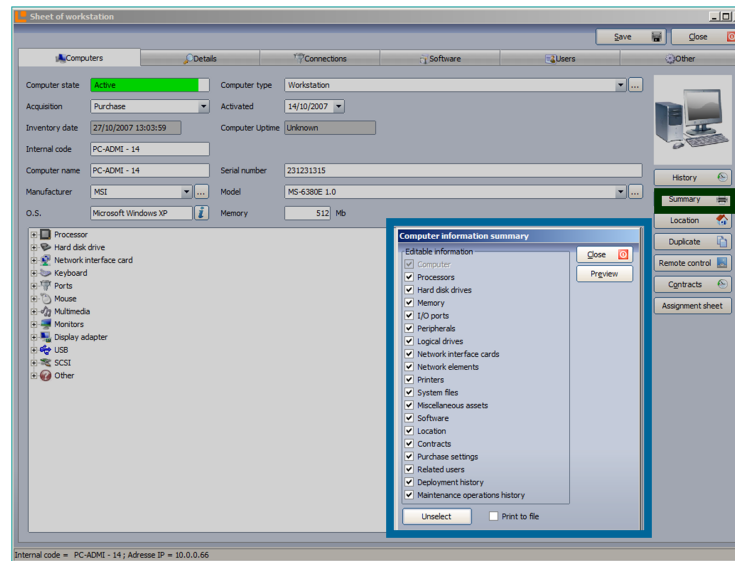 Sheet of workstation
Save
Close
Computers
Details
Connections
Software
Users
Other
Computer state Active Computer type Workstation ...
Acquisition Purchase Activated 14/10/2007
Inventory date 27/10/2007 13:03:59 Computer Uptime Unknown
Internal code PC-ADMI - 14
Computer name PC-ADMI - 14 Serial number 231231315
Manufacturer MSI ... Model MS-6380E 1.0 ...
O.S. Microsoft Windows XP i Memory 512 Mb
History
Summary
Location
Duplicate
Remote control
Contracts
Assignment sheet
Processor
Hard disk drive
Network interface card
Keyboard
Ports
Mouse
Multimedia
Monitors
Display adapter
USB
SCSI
Other
Computer information summary
Editable information
Close
Preview
Computer
Processors
Hard disk drives
Memory
I/O ports
Peripherals
Logical drives
Network interface cards
Network elements
Printers
System files
Miscellaneous assets
Software
Location
Contracts
Purchase settings
Related users
Deployment history
Maintenance operations history
Unselect Print to file
Internal code = PC-ADMI - 14 ; Adresse IP = 10.0.0.66